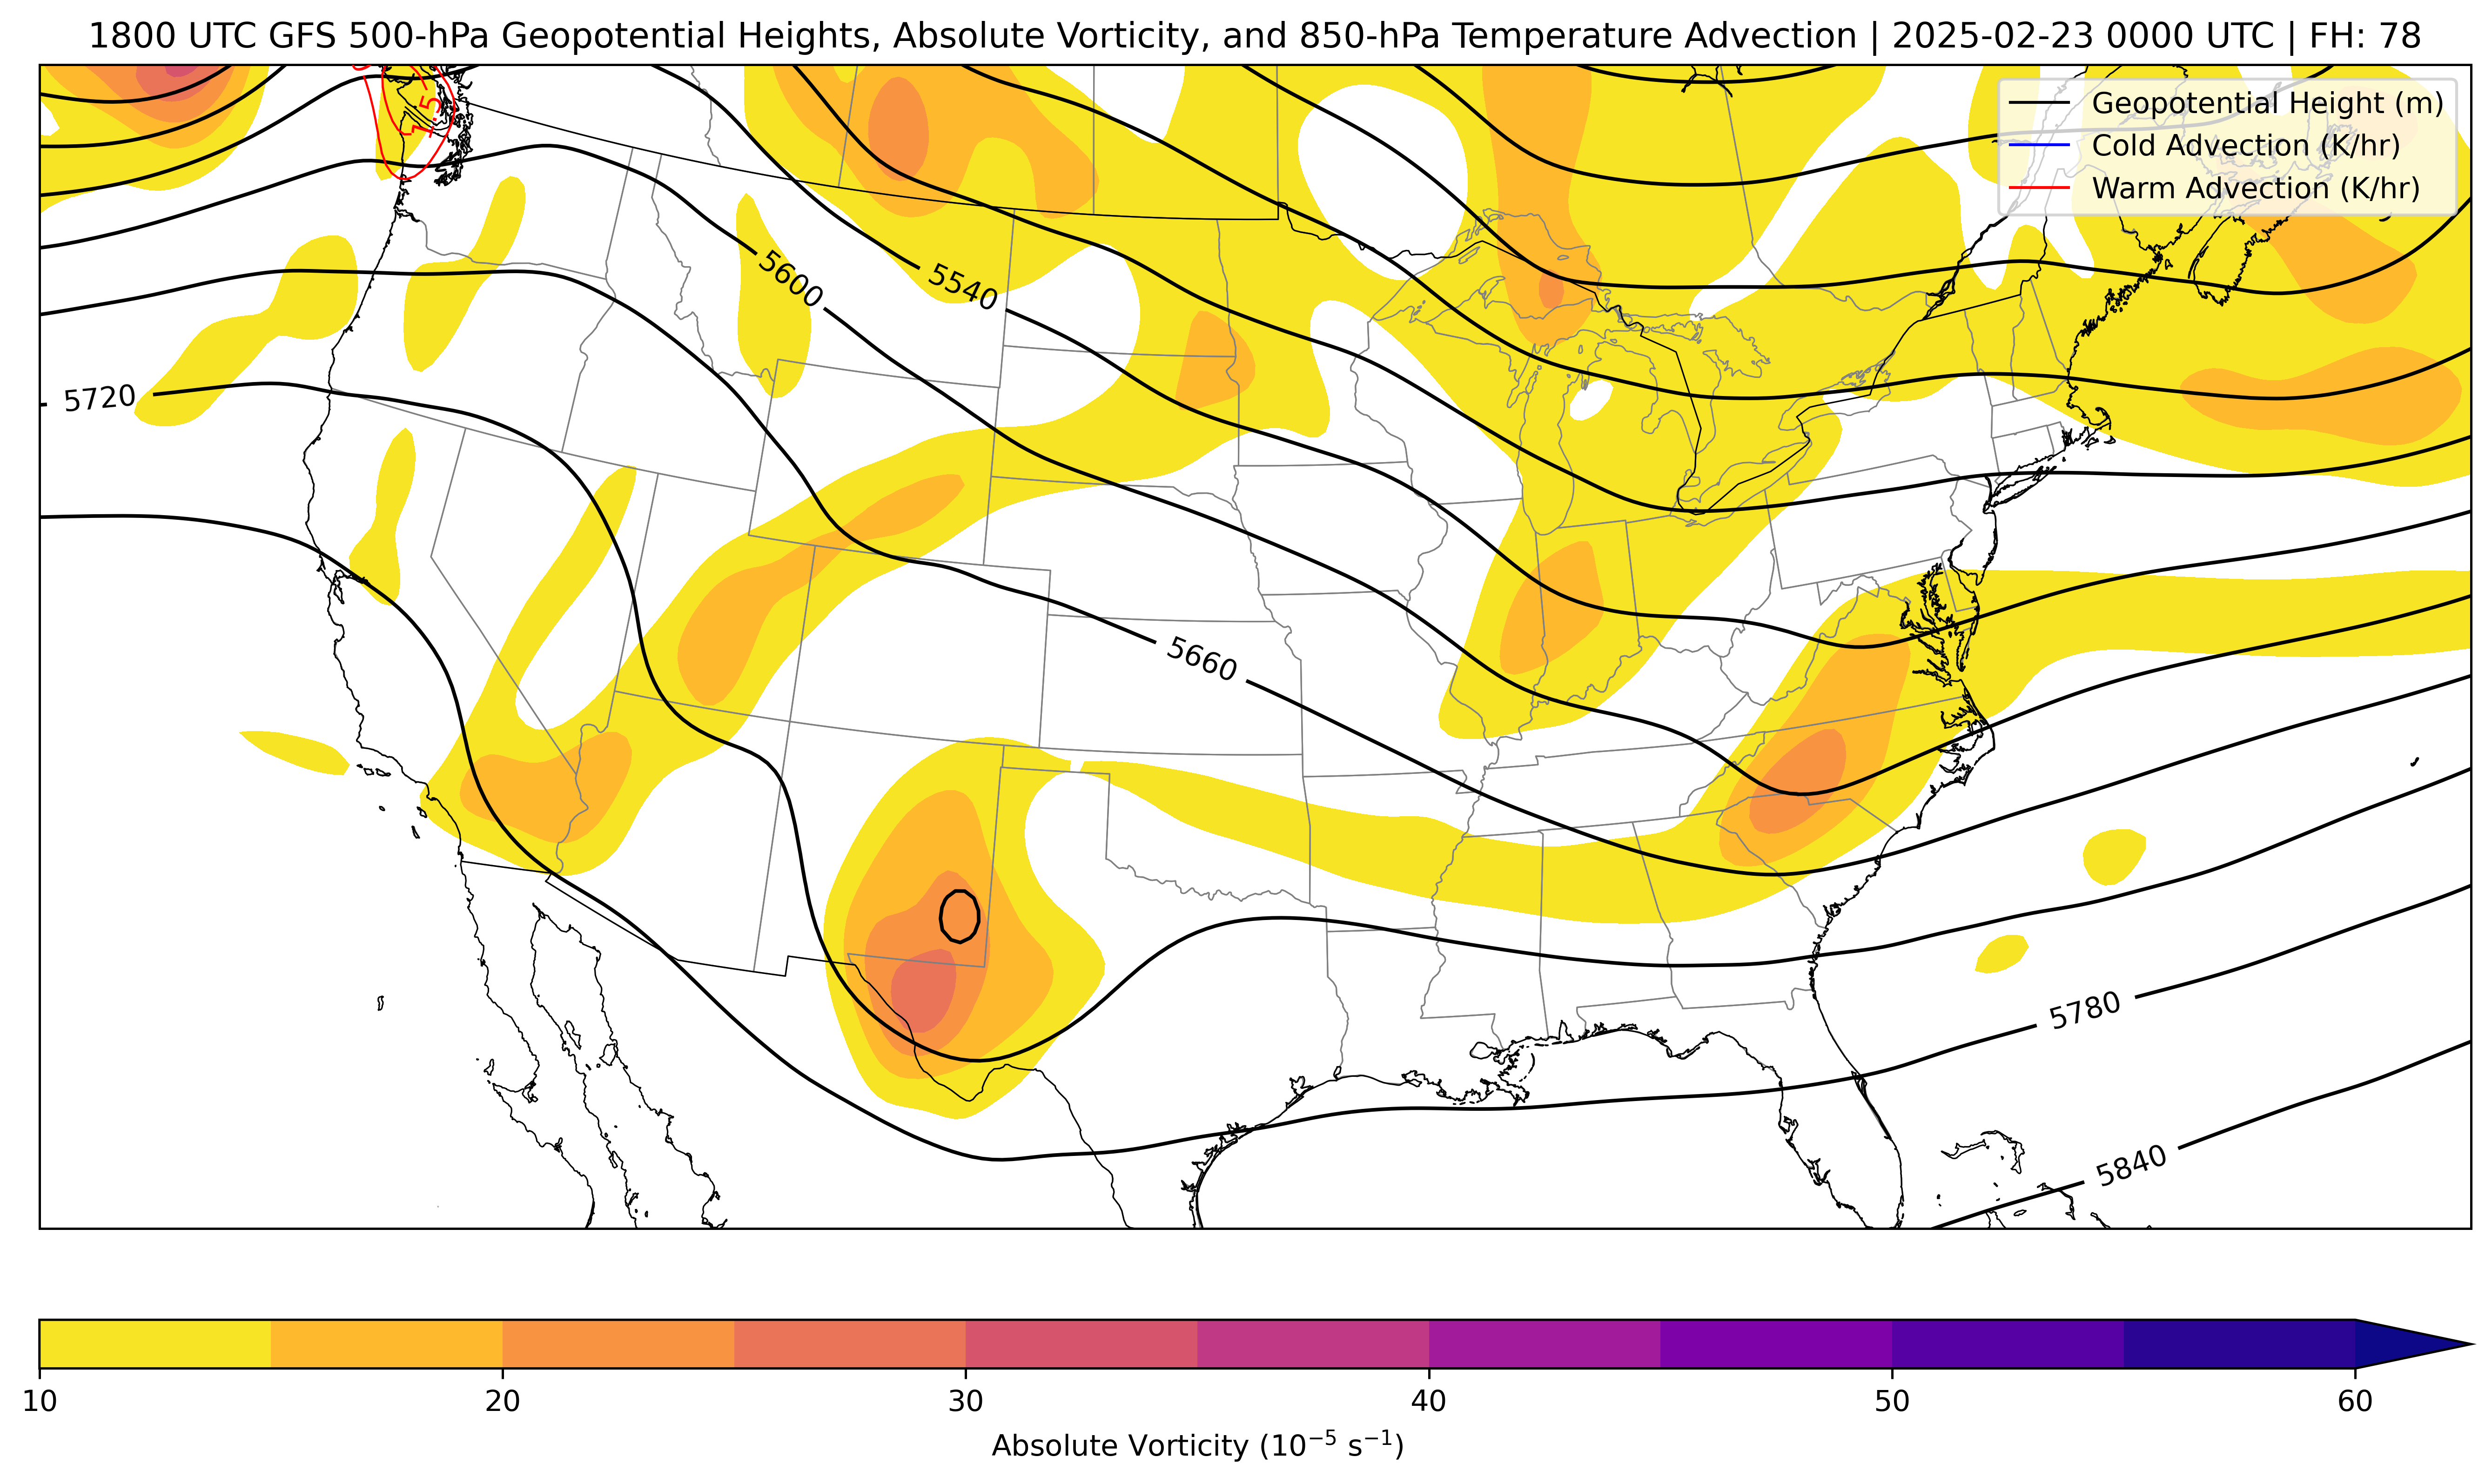 1800 UTC GFS 500-hPa Geopotential Heights, Absolute Vorticity, and 850-hPa Temperature Advection | 2025-02-23 0000 UTC | FH: 78
Geopotential Height (m)
Cold Advection (K/hr)
Warm Advection (K/hr)
1.5
5600
5540
5720
5660
5780
5840
10 20 30 40 50 60
Absolute Vorticity (10⁻⁵ s⁻¹)